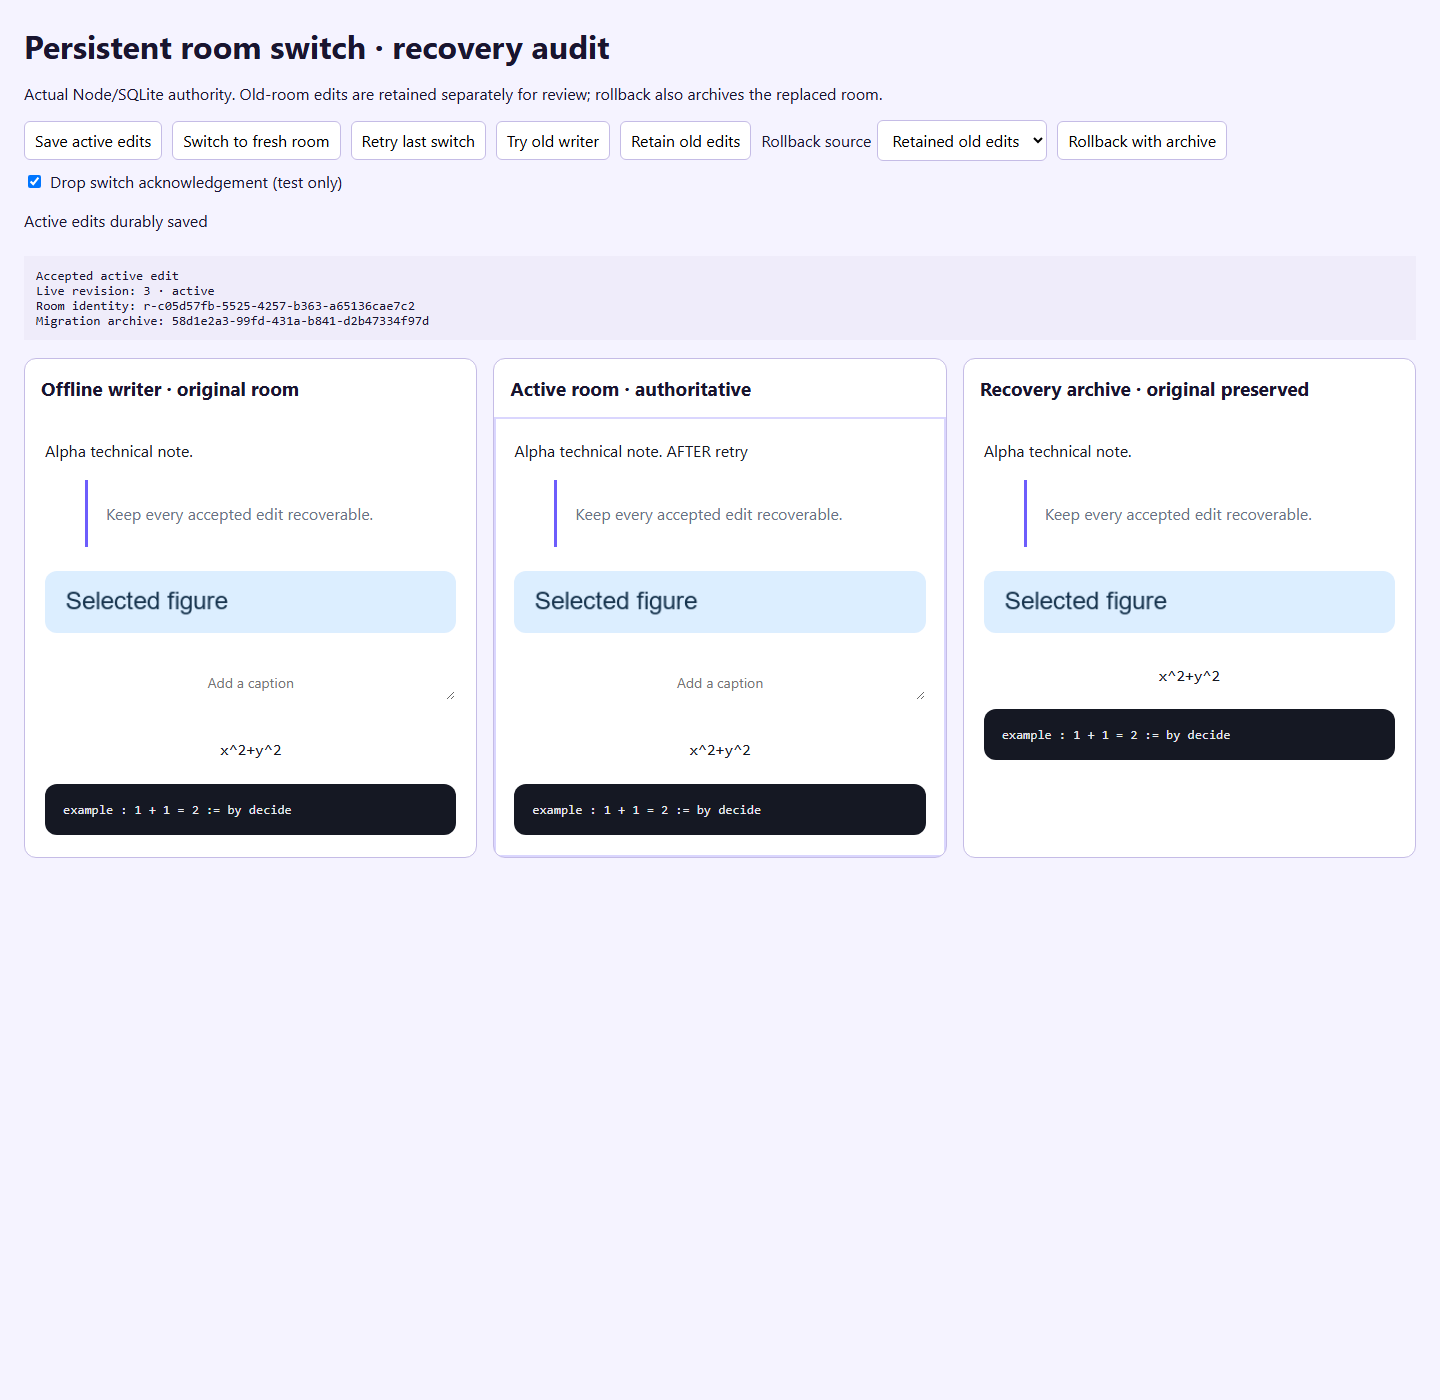 Persistent room switch · recovery audit
Actual Node/SQLite authority. Old-room edits are retained separately for review; rollback also archives the replaced room.
Save active edits Switch to fresh room Retry last switch Try old writer Retain old edits Rollback source Retained old edits Rollback with archive
Drop switch acknowledgement (test only)
Active edits durably saved
Accepted active edit
Live revision: 3 · active
Room identity: r-c05d57fb-5525-4257-b363-a65136cae7c2
Migration archive: 58d1e2a3-99fd-431a-b841-d2b47334f97d
Offline writer · original room
Alpha technical note.
Keep every accepted edit recoverable.
Selected figure
Add a caption
x^2+y^2
example : 1 + 1 = 2 := by decide
Active room · authoritative
Alpha technical note. AFTER retry
Keep every accepted edit recoverable.
Selected figure
Add a caption
x^2+y^2
example : 1 + 1 = 2 := by decide
Recovery archive · original preserved
Alpha technical note.
Keep every accepted edit recoverable.
Selected figure
x^2+y^2
example : 1 + 1 = 2 := by decide